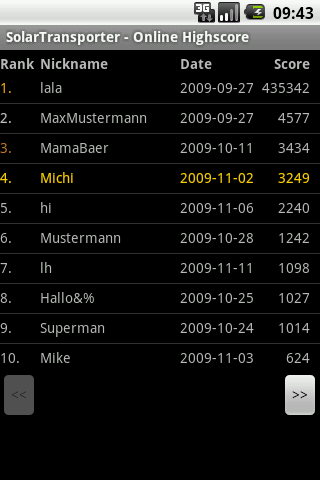 3G 09:43
SolarTransporter - Online Highscore
Rank Nickname Date Score
1. lala 2009-09-27 435342
2. MaxMustermann 2009-09-27 4577
3. MamaBaer 2009-10-11 3434
4. Michi 2009-11-02 3249
5. hi 2009-11-06 2240
6. Mustermann 2009-10-28 1242
7. lh 2009-11-11 1098
8. Hallo&% 2009-10-25 1027
9. Superman 2009-10-24 1014
10. Mike 2009-11-03 624
<< >>